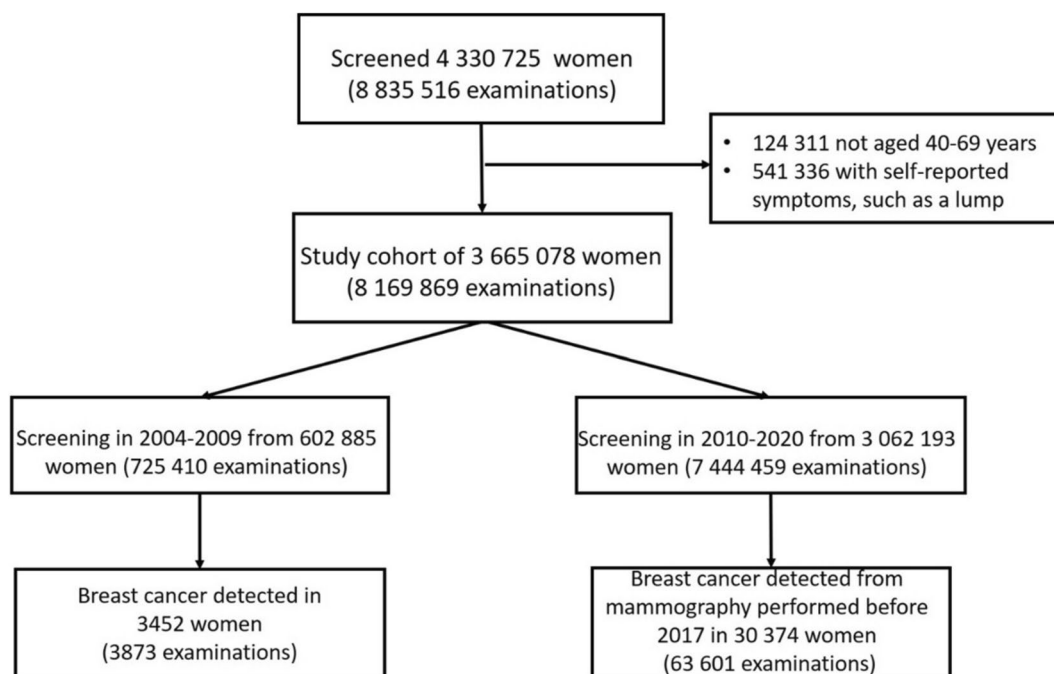 Screened 4 330 725 women
(8 835 516 examinations)
• 124 311 not aged 40-69 years
• 541 336 with self-reported
symptoms, such as a lump
Study cohort of 3 665 078 women
(8 169 869 examinations)
Screening in 2004-2009 from 602 885
women (725 410 examinations)
Screening in 2010-2020 from 3 062 193
women (7 444 459 examinations)
Breast cancer detected in
3452 women
(3873 examinations)
Breast cancer detected from
mammography performed before
2017 in 30 374 women
(63 601 examinations)